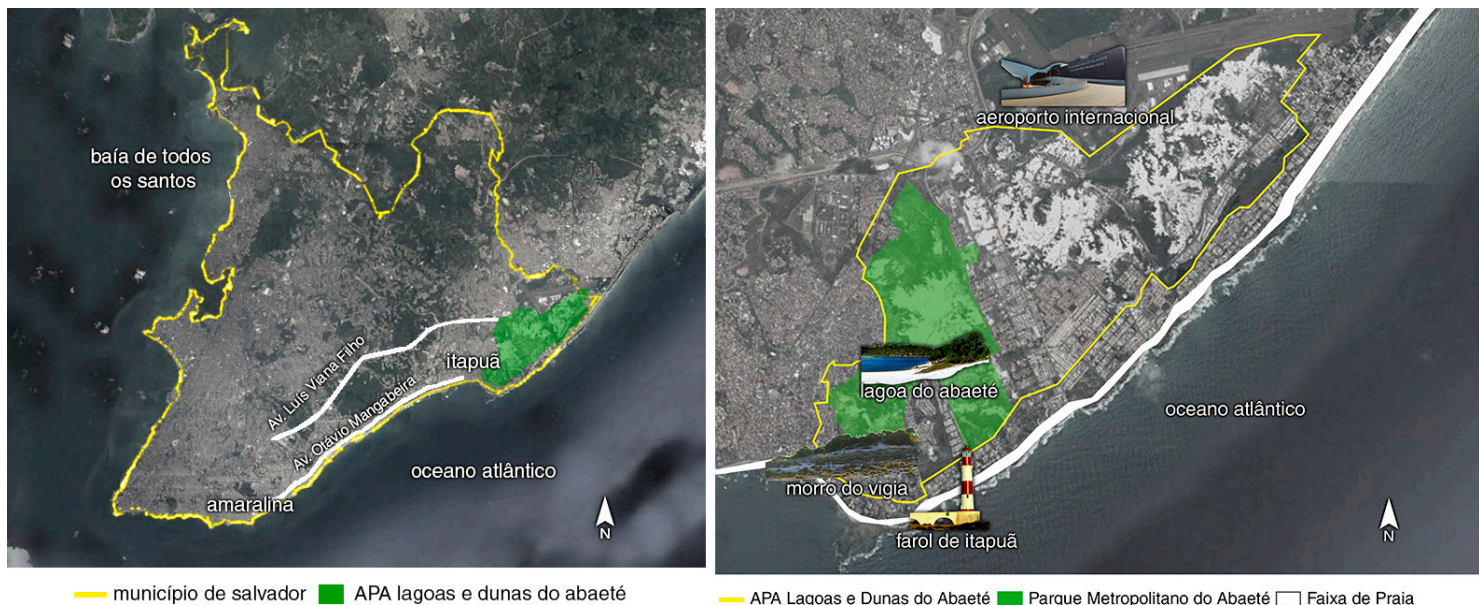 baía de todos
os santos
Av. Luís Viana Filho
itapuã
Av. Otávio Mangabeira
oceano atlântico
amaralina
N
município de salvador
APA lagoas e dunas do abaeté
aeroporto internacional
lagoa do abaeté
oceano atlântico
morro do vigia
farol de itapuã
N
APA Lagoas e Dunas do Abaeté
Parque Metropolitano do Abaeté
Faixa de Praia